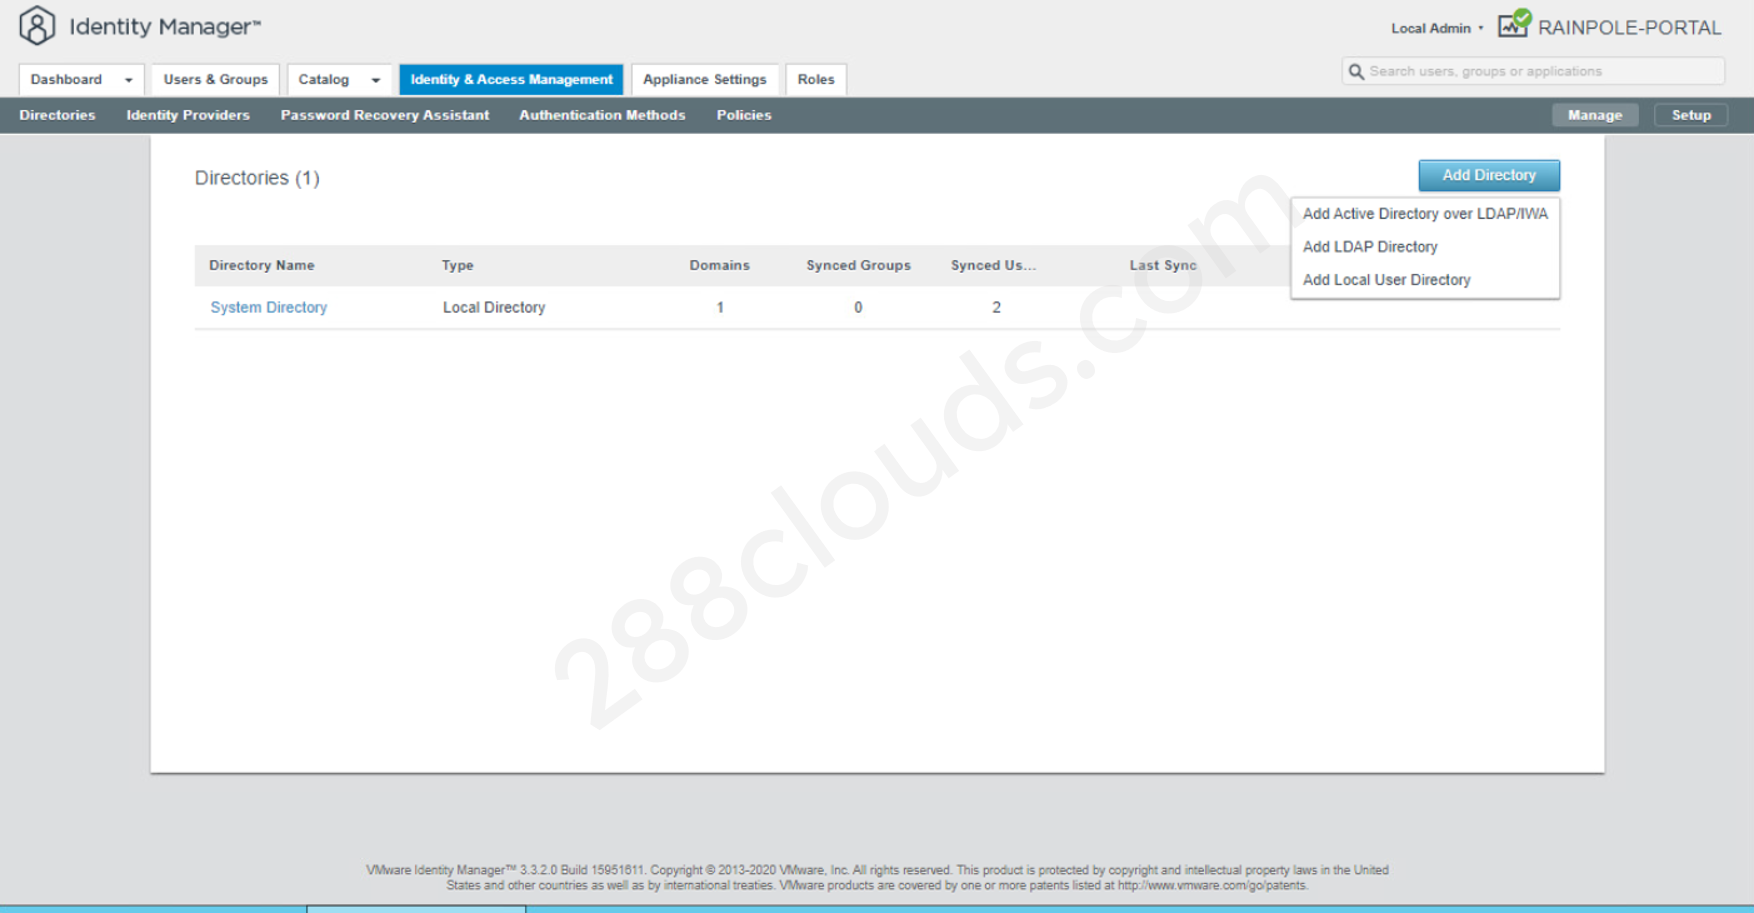 Identity Manager™
Local Admin
RAINPOLE-PORTAL
Dashboard
Users & Groups
Catalog
Identity & Access Management
Appliance Settings
Roles
Search users, groups or applications
Directories
Identity Providers
Password Recovery Assistant
Authentication Methods
Policies
Manage
Setup
Directories (1)
Add Directory
Add Active Directory over LDAP/IWA
Add LDAP Directory
Add Local User Directory
Directory Name
Type
Domains
Synced Groups
Synced Us...
Last Sync
System Directory
Local Directory
1
0
2
288clouds.com
VMware Identity Manager™ 3.3.2.0 Build 15951611. Copyright © 2013-2020 VMware, Inc. All rights reserved. This product is protected by copyright and intellectual property laws in the United
States and other countries as well as by international treaties. VMware products are covered by one or more patents listed at http://www.vmware.com/go/patents.